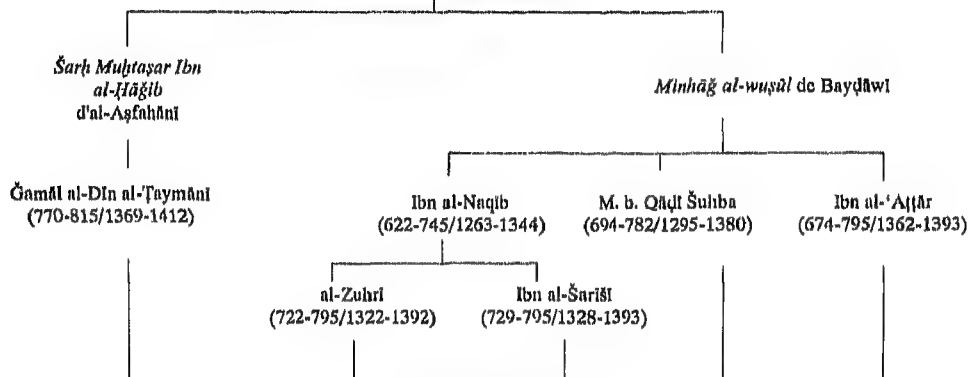 Šarḥ Muḫtaṣar Ibn
al-Ḥāǧib
d'al-Aṣfahānī
Minhāǧ al-wuṣûl de Bayḍāwī
Ǧamāl al-Dīn al-Ṭaymānī
(770-815/1369-1412)
Ibn al-Naqīb
(622-745/1263-1344)
M. b. Qāḍī Šuhba
(694-782/1295-1380)
Ibn al-‘Aṭṭār
(674-795/1362-1393)
al-Zuhrī
(722-795/1322-1392)
Ibn al-Šarīšī
(729-795/1328-1393)